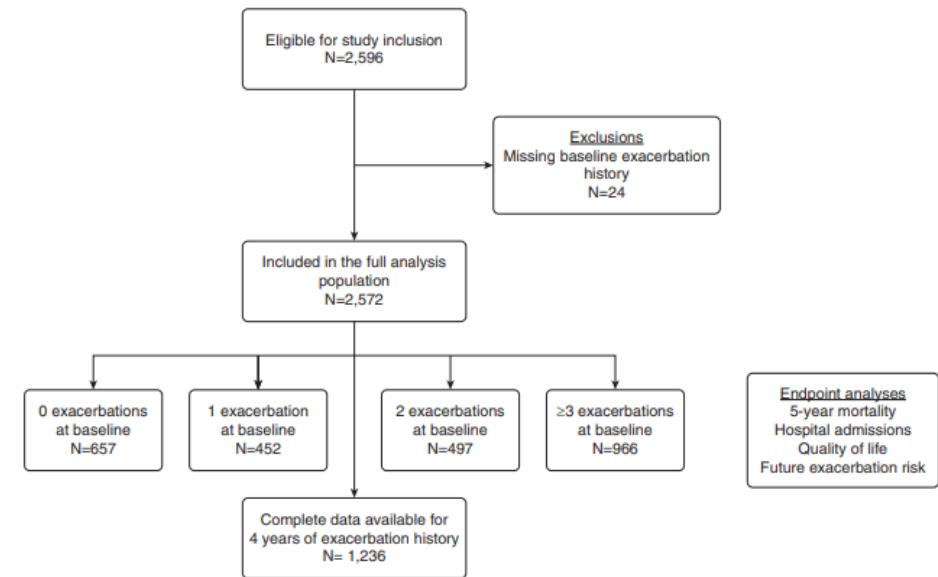 Eligible for study inclusion
N=2,596
Exclusions
Missing baseline exacerbation
history
N=24
Included in the full analysis
population
N=2,572
0 exacerbations
at baseline
N=657
1 exacerbation
at baseline
N=452
2 exacerbations
at baseline
N=497
≥3 exacerbations
at baseline
N=966
Endpoint analyses
5-year mortality
Hospital admissions
Quality of life
Future exacerbation risk
Complete data available for
4 years of exacerbation history
N= 1,236